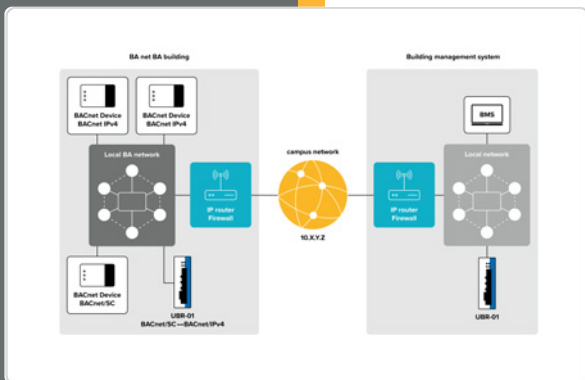 BA net BA building
Building management system
BACnet Device
BACnet IPv4
BACnet Device
BACnet IPv4
BMS
Local BA network
campus network
Local network
IP router
Firewall
IP router
Firewall
10.X.Y.Z
BACnet Device
BACnet/SC
UBR-01
BACnet/SC—BACnet/IPv4
UBR-01